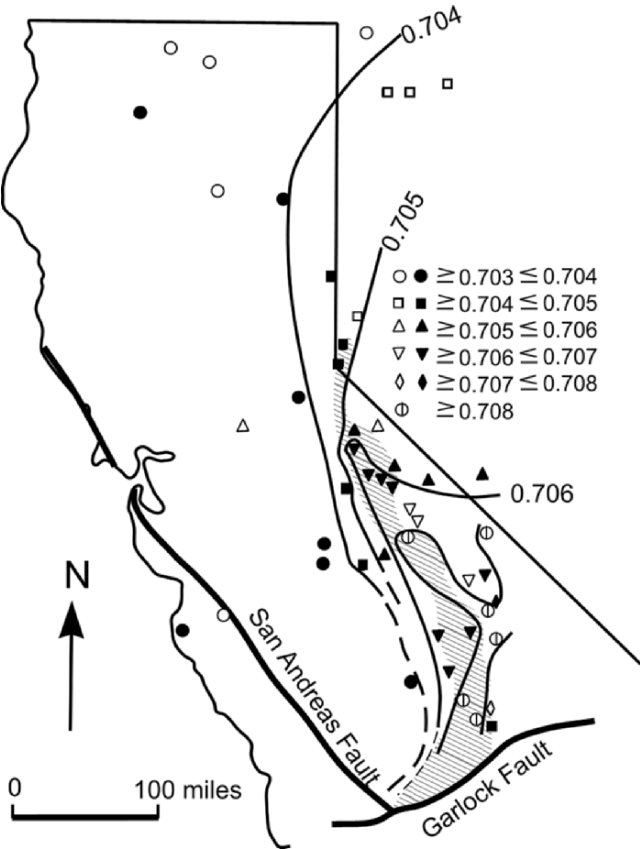 0.704
0.705
≥ 0.703 ≤ 0.704
≥ 0.704 ≤ 0.705
≥ 0.705 ≤ 0.706
≥ 0.706 ≤ 0.707
≥ 0.707 ≤ 0.708
≥ 0.708
0.706
N
San Andreas Fault
0 100 miles
Garlock Fault